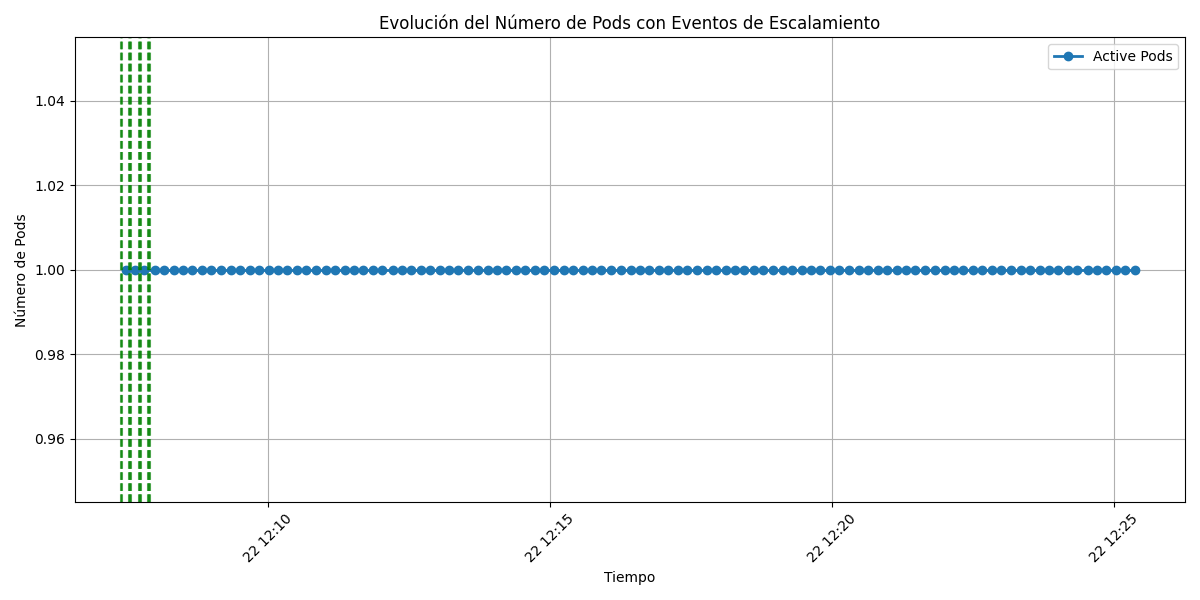 Evolución del Número de Pods con Eventos de Escalamiento
Active Pods
Número de Pods
1.04
1.02
1.00
0.98
0.96
22 12:10
22 12:15
22 12:20
22 12:25
Tiempo